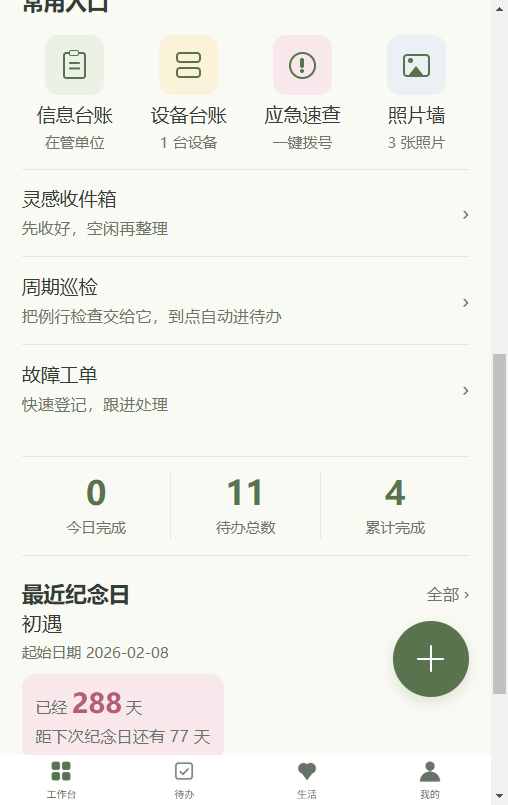 常用入口
信息台账
设备台账
应急速查
照片墙
在管单位
1 台设备
一键拨号
3 张照片
灵感收件箱
先收好，空闲再整理
›
周期巡检
把例行检查交给它，到点自动进待办
›
故障工单
快速登记，跟进处理
›
0
11
4
今日完成
待办总数
累计完成
最近纪念日
全部 ›
初遇
起始日期 2026-02-08
已经 288 天
距下次纪念日还有 77 天
工作台
待办
生活
我的